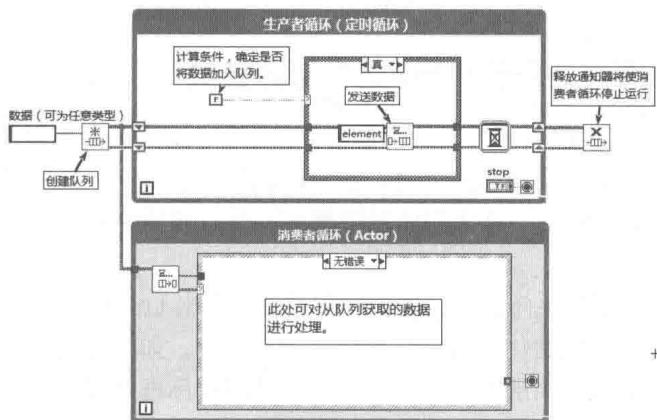 生产者循环（定时循环）
计算条件，确定是否
将数据加入队列。
真
释放通知器将使消
费者循环停止运行
F
发送数据
数据（可为任意类型）
element
创建队列
stop
TF
i
消费者循环（Actor）
无错误
此处可对从队列获取的数据
进行处理。
i